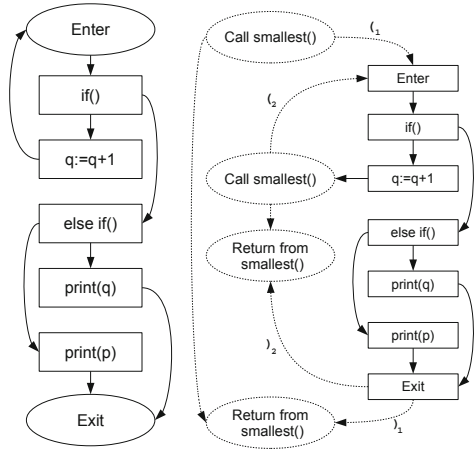 Enter
if()
q:=q+1
else if()
print(q)
print(p)
Exit
Call smallest()
(1
Enter
(2
if()
Call smallest()
q:=q+1
else if()
Return from
smallest()
print(q)
print(p)
)2
Exit
Return from
smallest()
)1